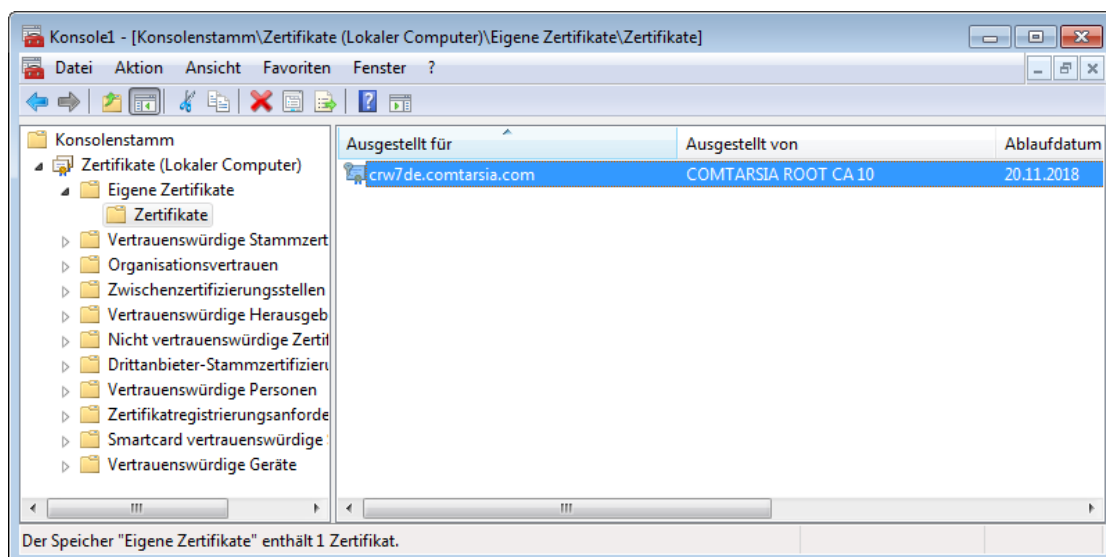 Konsole1 - [Konsolenstamm\Zertifikate (Lokaler Computer)\Eigene Zertifikate\Zertifikate]
Datei Aktion Ansicht Favoriten Fenster ?
Konsolenstamm
Zertifikate (Lokaler Computer)
Eigene Zertifikate
Zertifikate
Vertrauenswürdige Stammzert
Organisationsvertrauen
Zwischenzertifizierungsstellen
Vertrauenswürdige Herausgeb
Nicht vertrauenswürdige Zertif
Drittanbieter-Stammzertifizieru
Vertrauenswürdige Personen
Zertifikatregistrierungsanforde
Smartcard vertrauenswürdige
Vertrauenswürdige Geräte
Ausgestellt für Ausgestellt von Ablaufdatum
crw7de.comtarsia.com COMTARSIA ROOT CA 10 20.11.2018
Der Speicher "Eigene Zertifikate" enthält 1 Zertifikat.